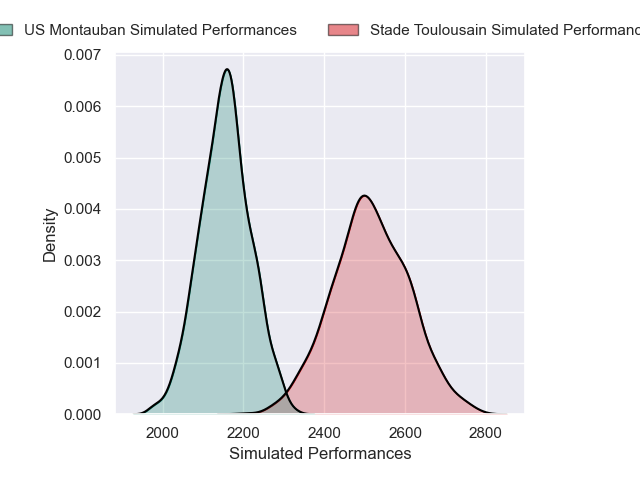 US Montauban Simulated Performances
Stade Toulousain Simulated Performanc
0.007
0.006
0.005
0.004
0.003
0.002
0.001
0.000
Density
2000 2200 2400 2600 2800
Simulated Performances